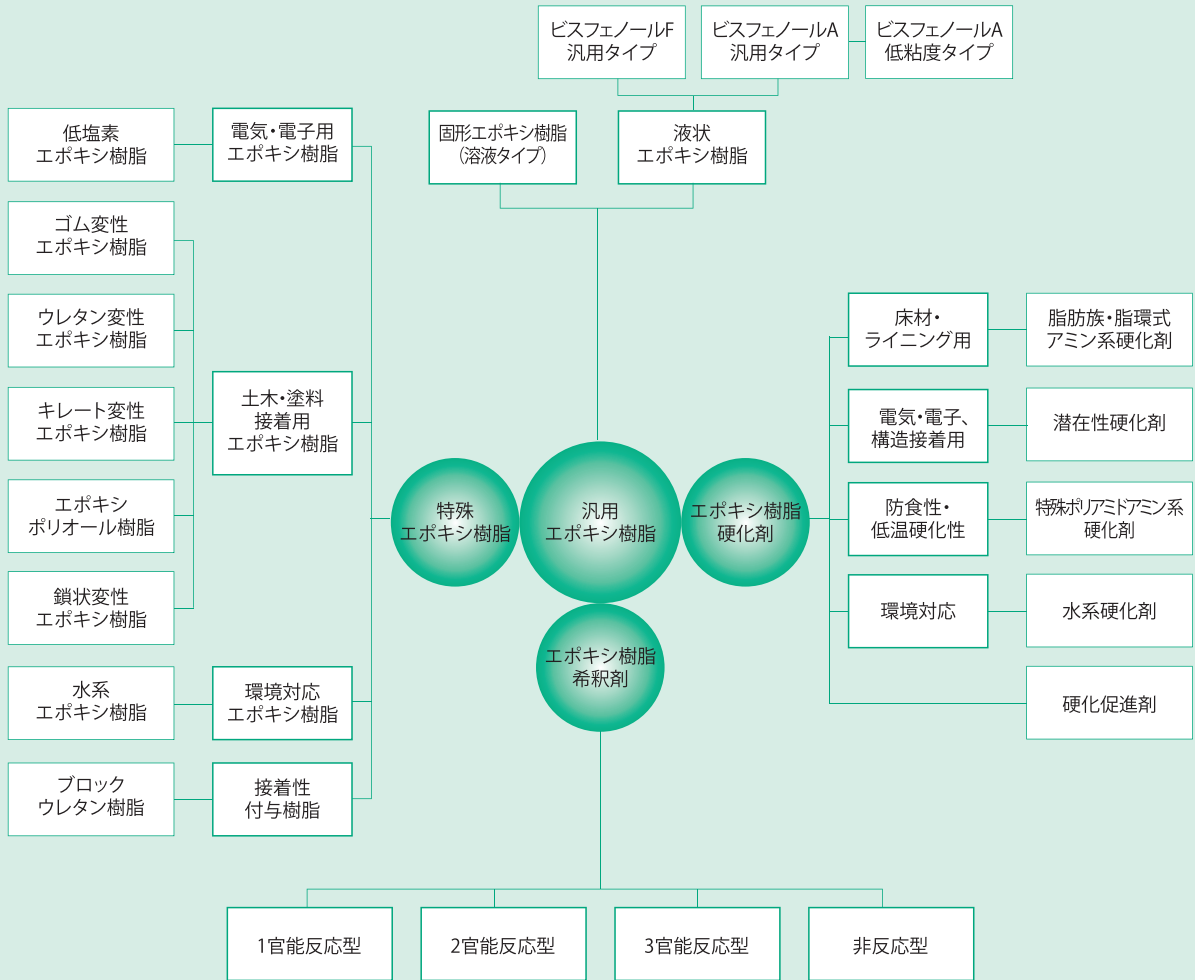 ビスフェノールF
汎用タイプ
ビスフェノールA
汎用タイプ
ビスフェノールA
低粘度タイプ
固形エポキシ樹脂
（溶液タイプ）
液状
エポキシ樹脂
低塩素
エポキシ樹脂
電気・電子用
エポキシ樹脂
ゴム変性
エポキシ樹脂
ウレタン変性
エポキシ樹脂
キレート変性
エポキシ樹脂
エポキシ
ポリオール樹脂
鎖状変性
エポキシ樹脂
土木・塗料
接着用
エポキシ樹脂
水系
エポキシ樹脂
環境対応
エポキシ樹脂
ブロック
ウレタン樹脂
接着性
付与樹脂
特殊
エポキシ樹脂
汎用
エポキシ樹脂
エポキシ樹脂
硬化剤
エポキシ樹脂
希釈剤
床材・
ライニング用
脂肪族・脂環式
アミン系硬化剤
電気・電子、
構造接着用
潜在性硬化剤
防食性・
低温硬化性
特殊ポリアミドアミン系
硬化剤
環境対応
水系硬化剤
硬化促進剤
1官能反応型
2官能反応型
3官能反応型
非反応型